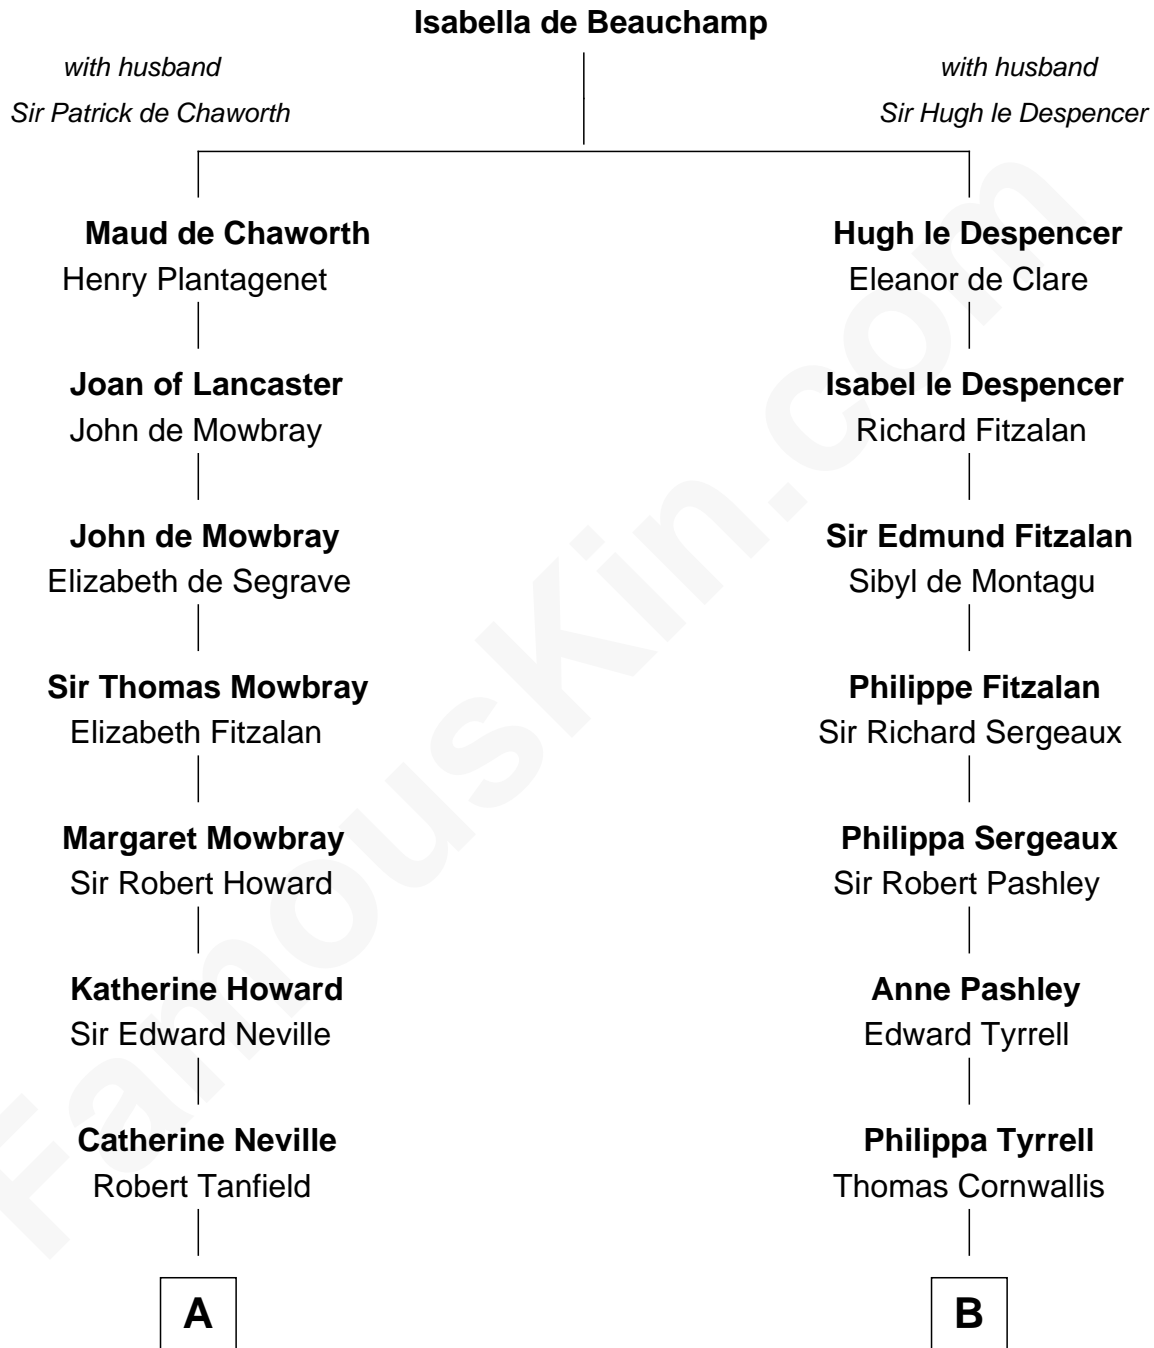 Isabella de Beauchamp
with husband
Sir Patrick de Chaworth
with husband
Sir Hugh le Despencer
Maud de Chaworth
Henry Plantagenet
Hugh le Despencer
Eleanor de Clare
Joan of Lancaster
John de Mowbray
Isabel le Despencer
Richard Fitzalan
John de Mowbray
Elizabeth de Segrave
Sir Edmund Fitzalan
Sibyl de Montagu
Sir Thomas Mowbray
Elizabeth Fitzalan
Philippe Fitzalan
Sir Richard Sergeaux
Margaret Mowbray
Sir Robert Howard
Philippa Sergeaux
Sir Robert Pashley
Katherine Howard
Sir Edward Neville
Anne Pashley
Edward Tyrrell
Catherine Neville
Robert Tanfield
Philippa Tyrrell
Thomas Cornwallis
A
B
FamousKin.com